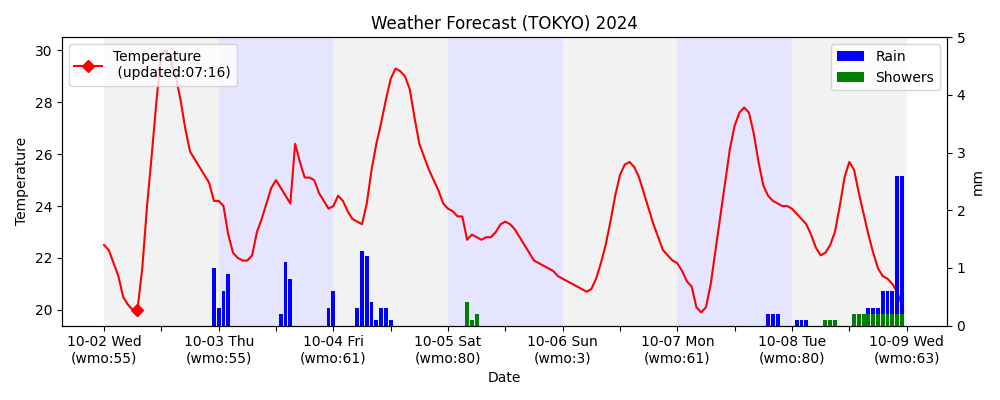 Weather Forecast (TOKYO) 2024
Temperature
(updated:07:16)
Rain
Showers
Temperature
30
28
26
24
22
20
5
4
3
2
1
0
mm
10-02 Wed
(wmo:55)
10-03 Thu
(wmo:55)
10-04 Fri
(wmo:61)
10-05 Sat
(wmo:80)
10-06 Sun
(wmo:3)
10-07 Mon
(wmo:61)
10-08 Tue
(wmo:80)
10-09 Wed
(wmo:63)
Date